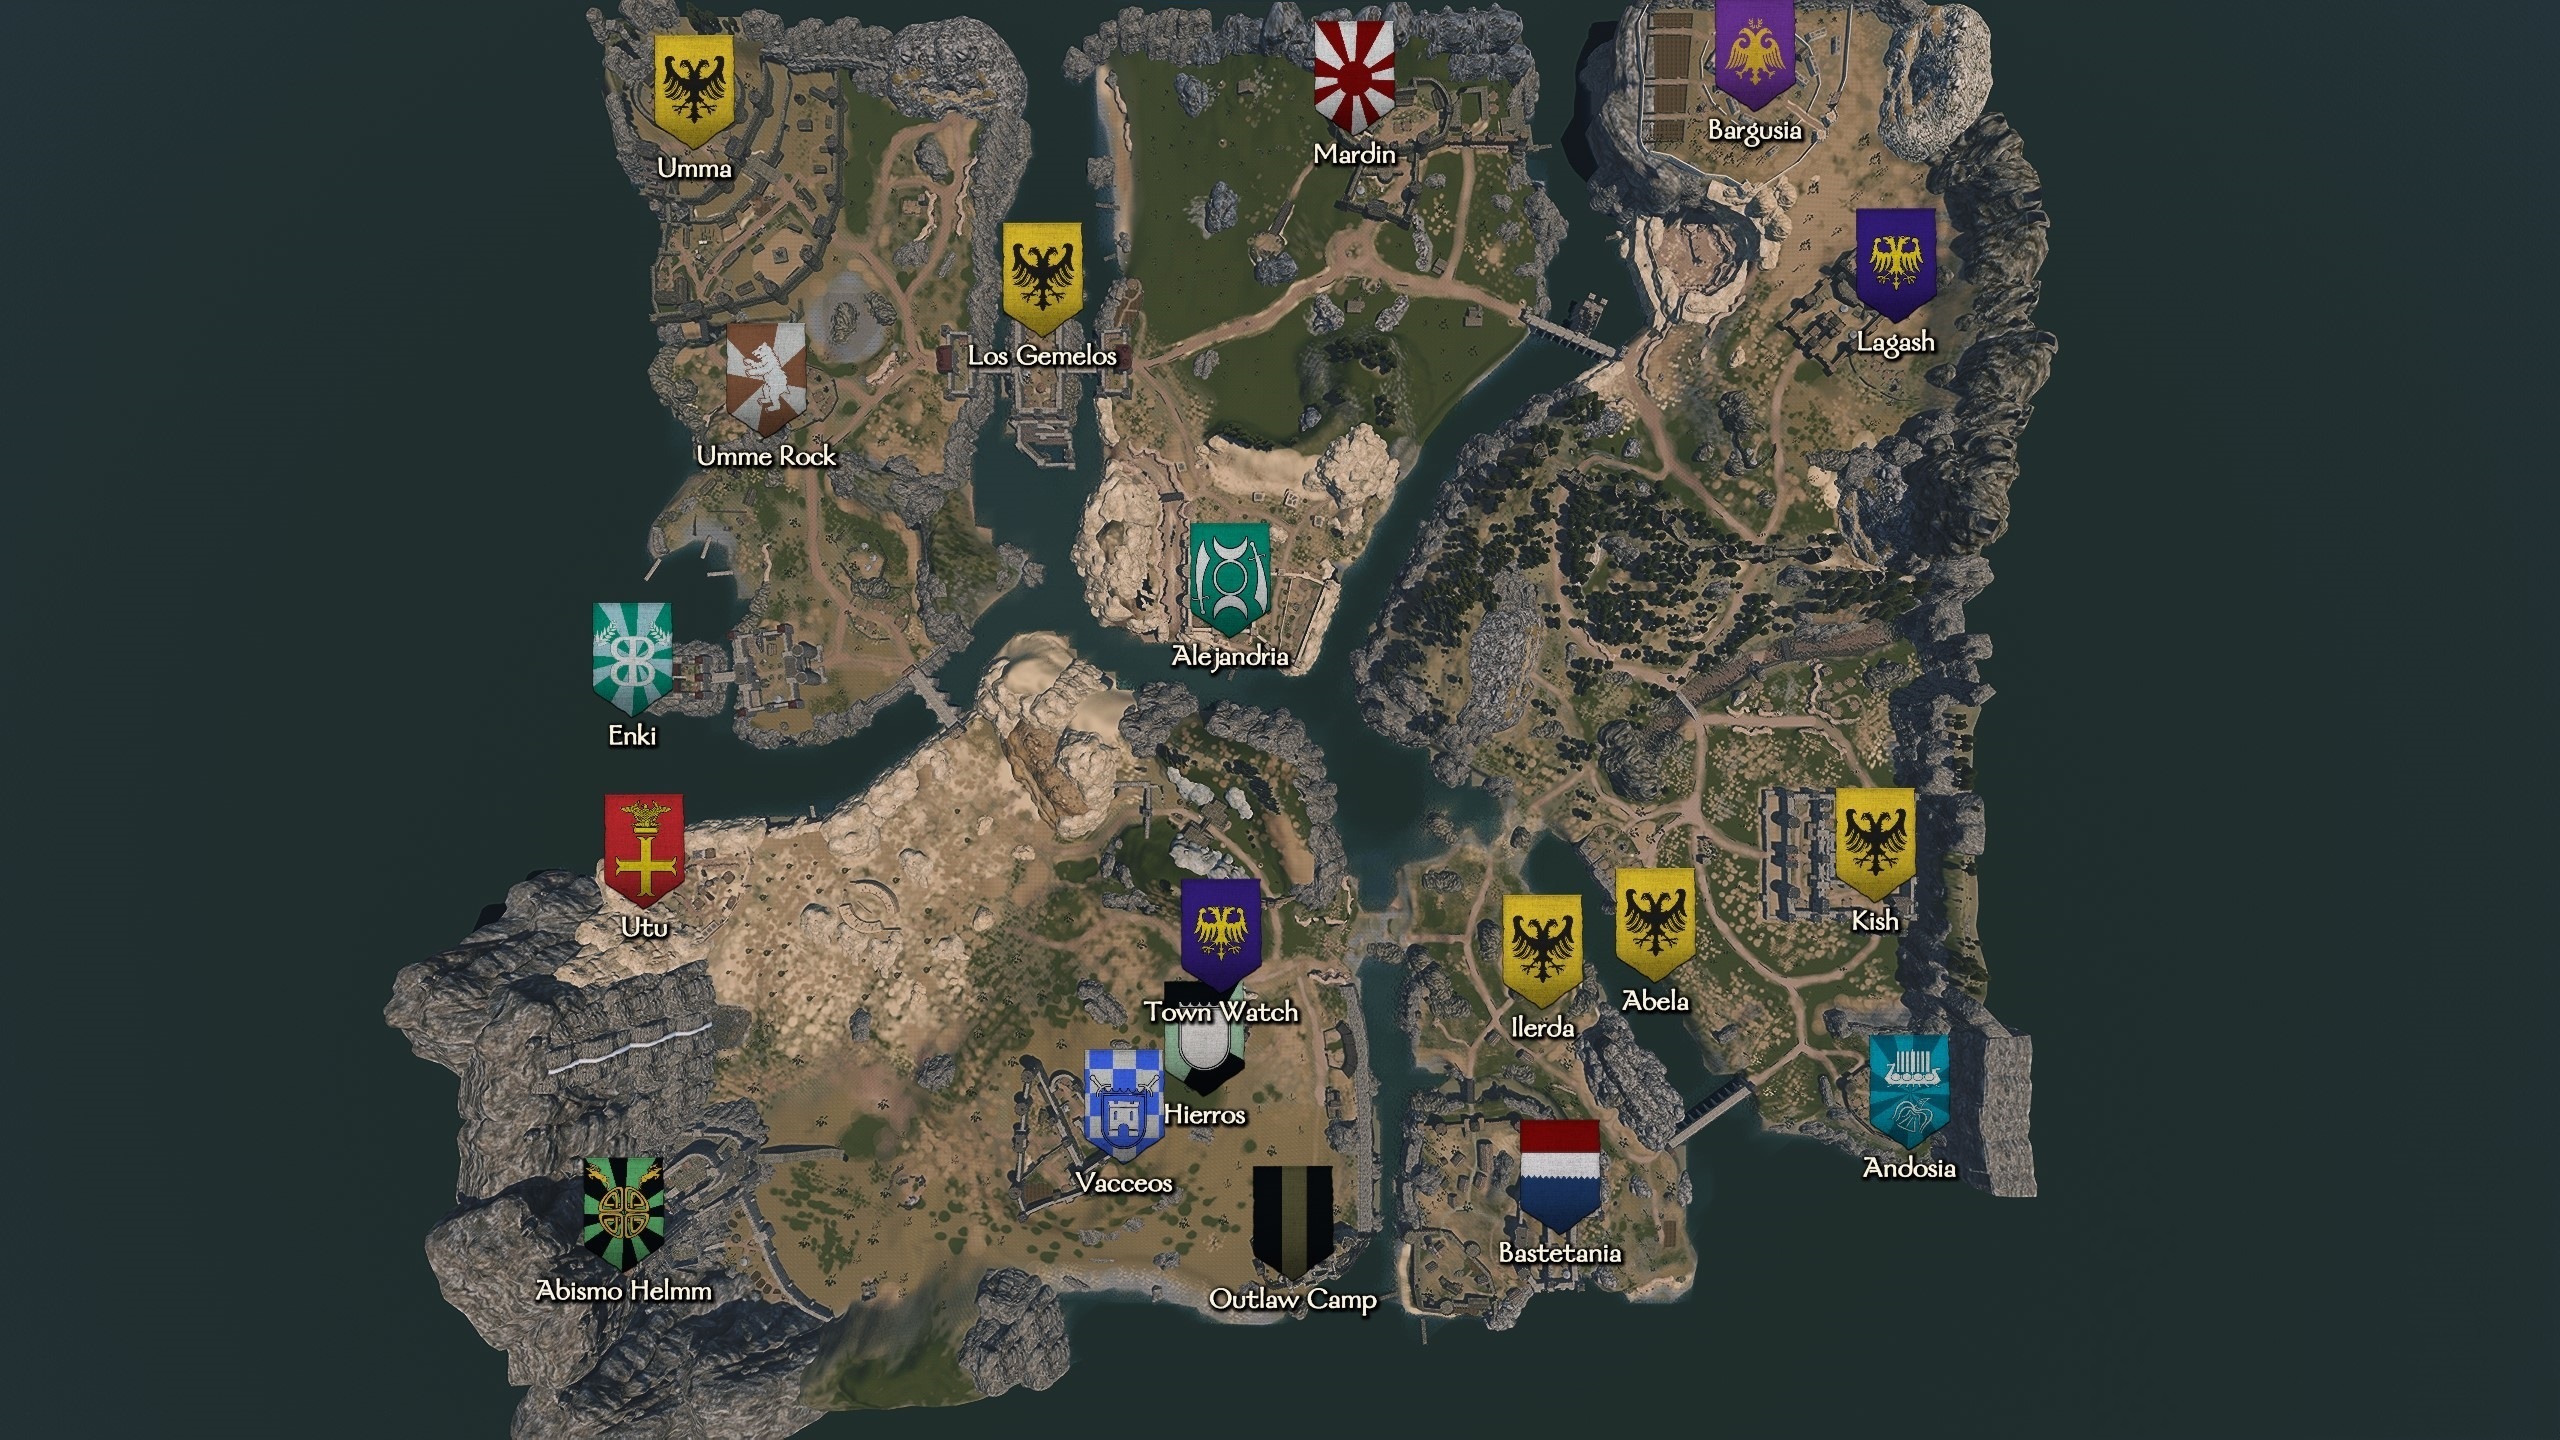 Umma
Mardin
Bargusia
Los Gemelos
Lagash
Umme Rock
Alejandria
Enki
Utu
Kish
Town Watch
Ilerda
Abela
Hierros
Vacceos
Andosia
Bastetania
Abismo Helmm
Outlaw Camp